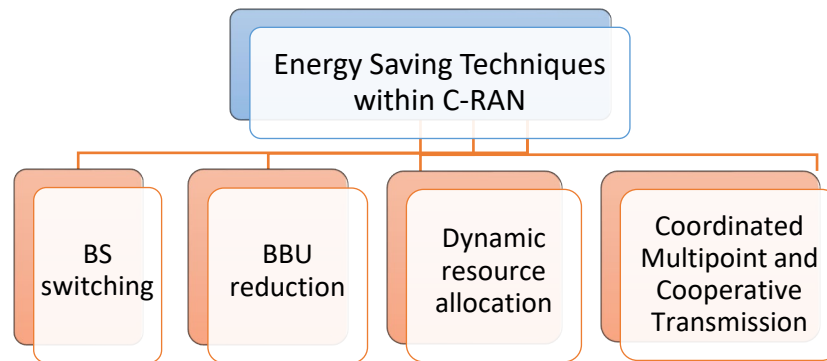 Energy Saving Techniques
within C-RAN
BS
switching
BBU
reduction
Dynamic
resource
allocation
Coordinated
Multipoint and
Cooperative
Transmission